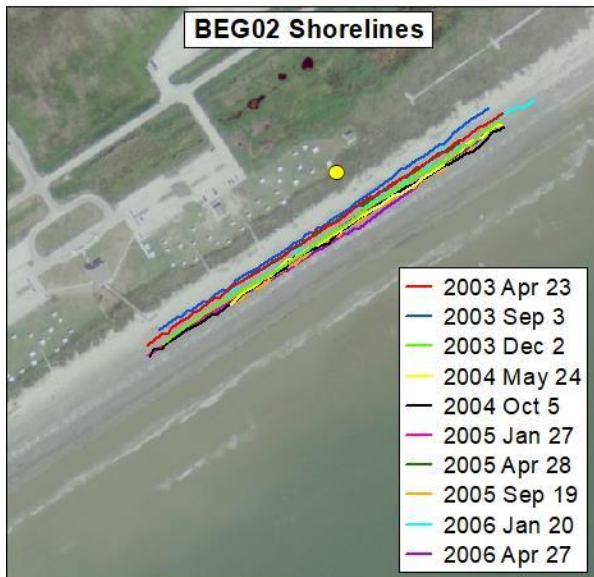 BEG02 Shorelines
2003 Apr 23
2003 Sep 3
2003 Dec 2
2004 May 24
2004 Oct 5
2005 Jan 27
2005 Apr 28
2005 Sep 19
2006 Jan 20
2006 Apr 27